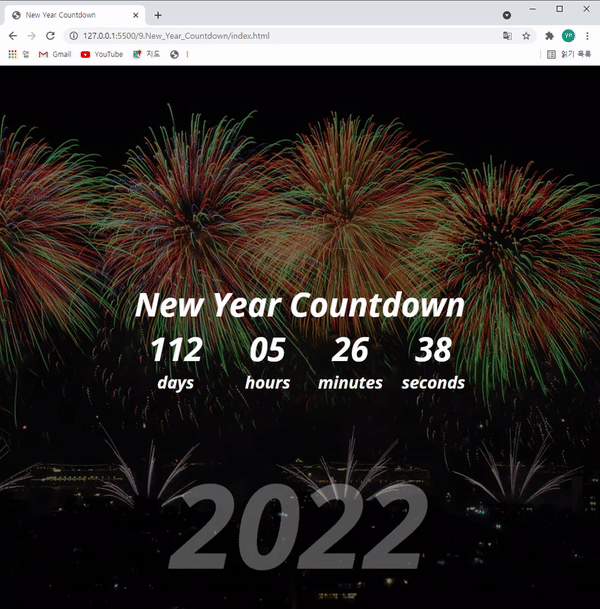 New Year Countdown
127.0.0.1:5500/9.New_Year_Countdown/index.html
앱 Gmail YouTube 지도 읽기 목록
New Year Countdown
112 05 26 38
days hours minutes seconds
2022